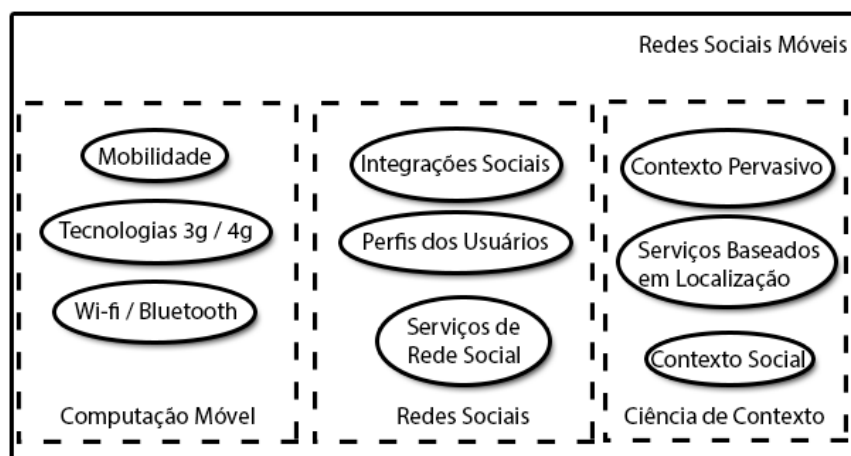 Redes Sociais Móveis
Mobilidade
Tecnologias 3g / 4g
Wi-fi / Bluetooth
Computação Móvel
Integrações Sociais
Perfis dos Usuários
Serviços de
Rede Social
Redes Sociais
Contexto Pervasivo
Serviços Baseados
em Localização
Contexto Social
Ciência de Contexto